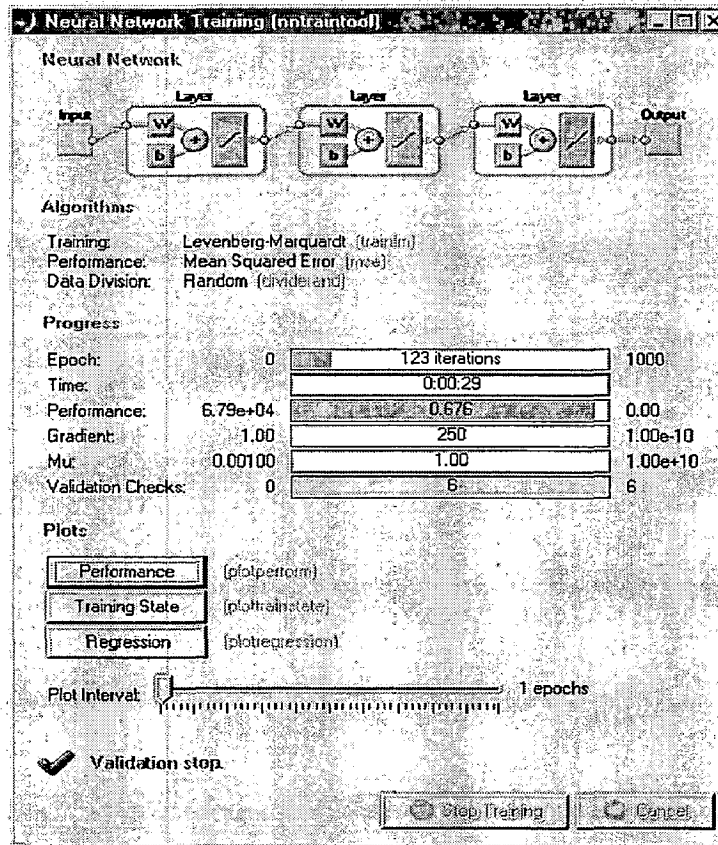 Neural Network Training (nntraintool)
Neural Network
Layer Layer Layer
Input Output
W W W
b b b
Algorithms
Training: Levenberg-Marquardt (trainlm)
Performance: Mean Squared Error (mse)
Data Division: Random (dividerand)
Progress
Epoch: 0 123 iterations 1000
Time: 0:00:29
Performance: 6.79e+04 0.676 0.00
Gradient: 1.00 250 1.00e-10
Mu: 0.00100 1.00 1.00e+10
Validation Checks: 0 6 6
Plots
Performance (plotperform)
Training State (plottrainstate)
Regression (plotregression)
Plot Interval: 1 epochs
Validation stop.
Stop Training Cancel